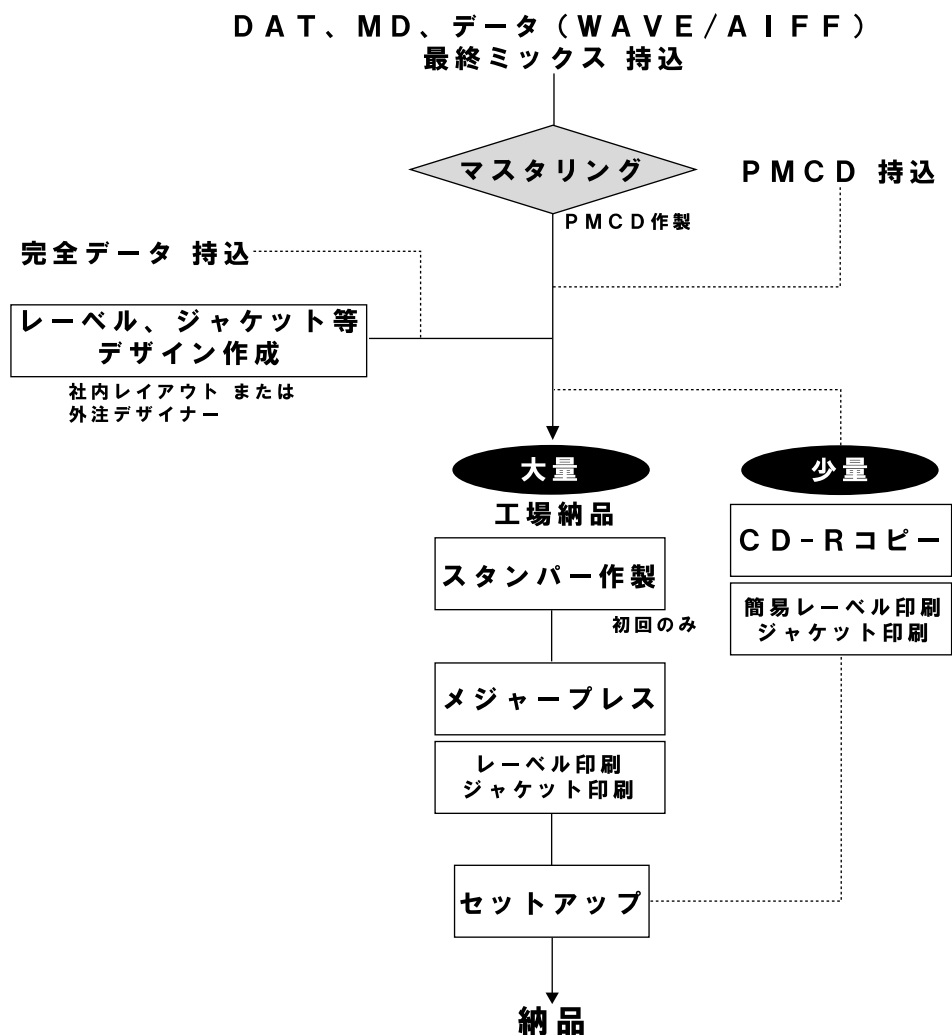 DAT、MD、データ(WAVE/AIFF)
最終ミックス 持込
マスタリング
PMCD 持込
PMCD作製
完全データ 持込
レーベル、ジャケット等
デザイン作成
社内レイアウト または
外注デザイナー
大量
少量
工場納品
CD-Rコピー
スタンパー作製
簡易レーベル印刷
ジャケット印刷
初回のみ
メジャープレス
レーベル印刷
ジャケット印刷
セットアップ
納品